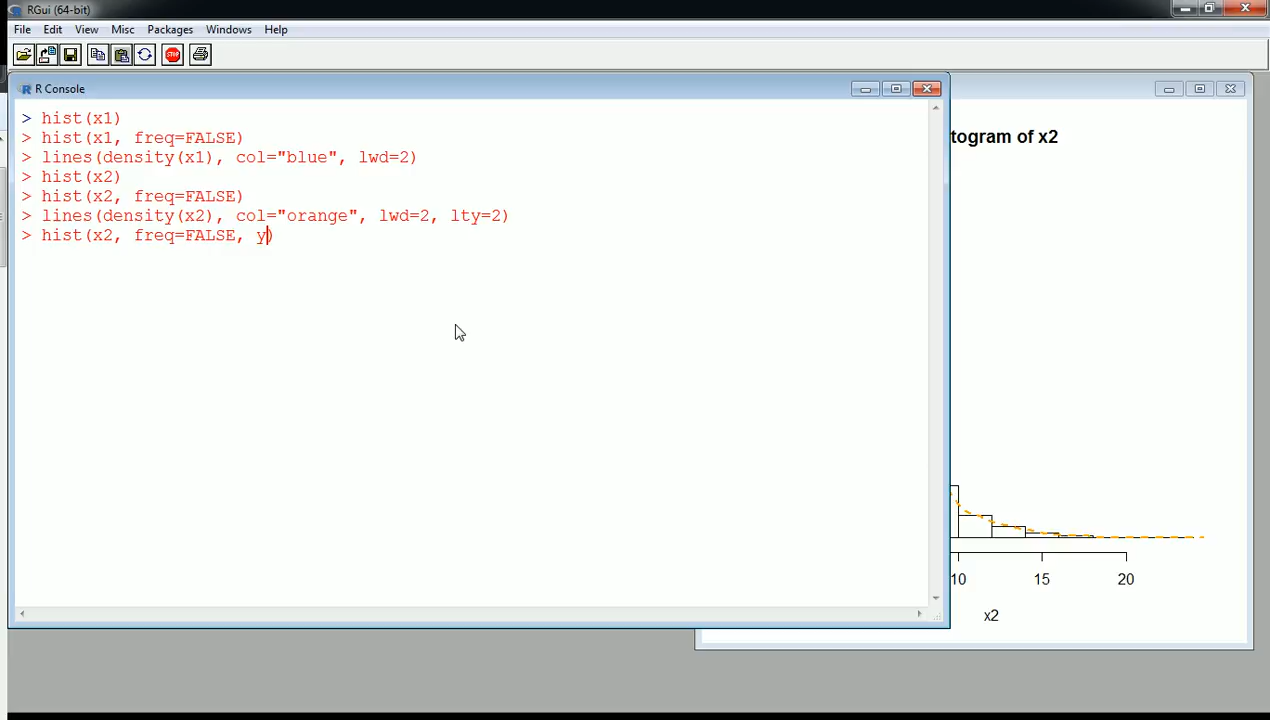 RGui (64-bit)
File Edit View Misc Packages Windows Help
STOP
R Console
> hist(x1)
> hist(x1, freq=FALSE)
> lines(density(x1), col="blue", lwd=2)
> hist(x2)
> hist(x2, freq=FALSE)
> lines(density(x2), col="orange", lwd=2, lty=2)
> hist(x2, freq=FALSE, y)
togram of x2
10 15 20
x2